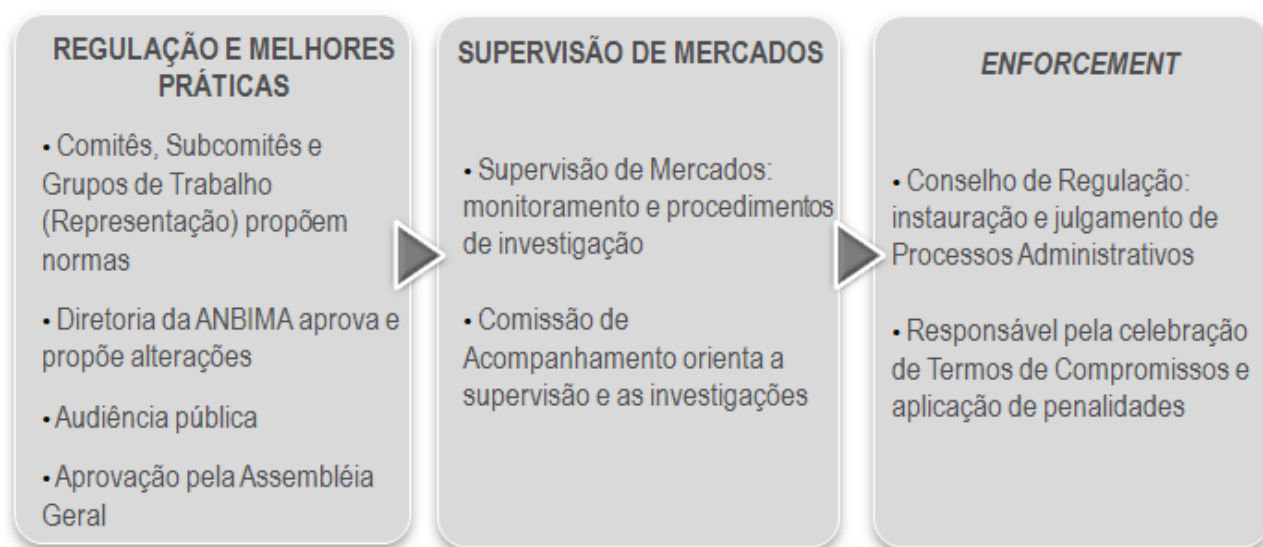 REGULAÇÃO E MELHORES
PRÁTICAS
• Comitês, Subcomitês e
Grupos de Trabalho
(Representação) propõem
normas
• Diretoria da ANBIMA aprova e
propõe alterações
• Audiência pública
• Aprovação pela Assembléia
Geral
SUPERVISÃO DE MERCADOS
• Supervisão de Mercados:
monitoramento e procedimentos
de investigação
• Comissão de
Acompanhamento orienta a
supervisão e as investigações
ENFORCEMENT
• Conselho de Regulação:
instauração e julgamento de
Processos Administrativos
• Responsável pela celebração
de Termos de Compromissos e
aplicação de penalidades